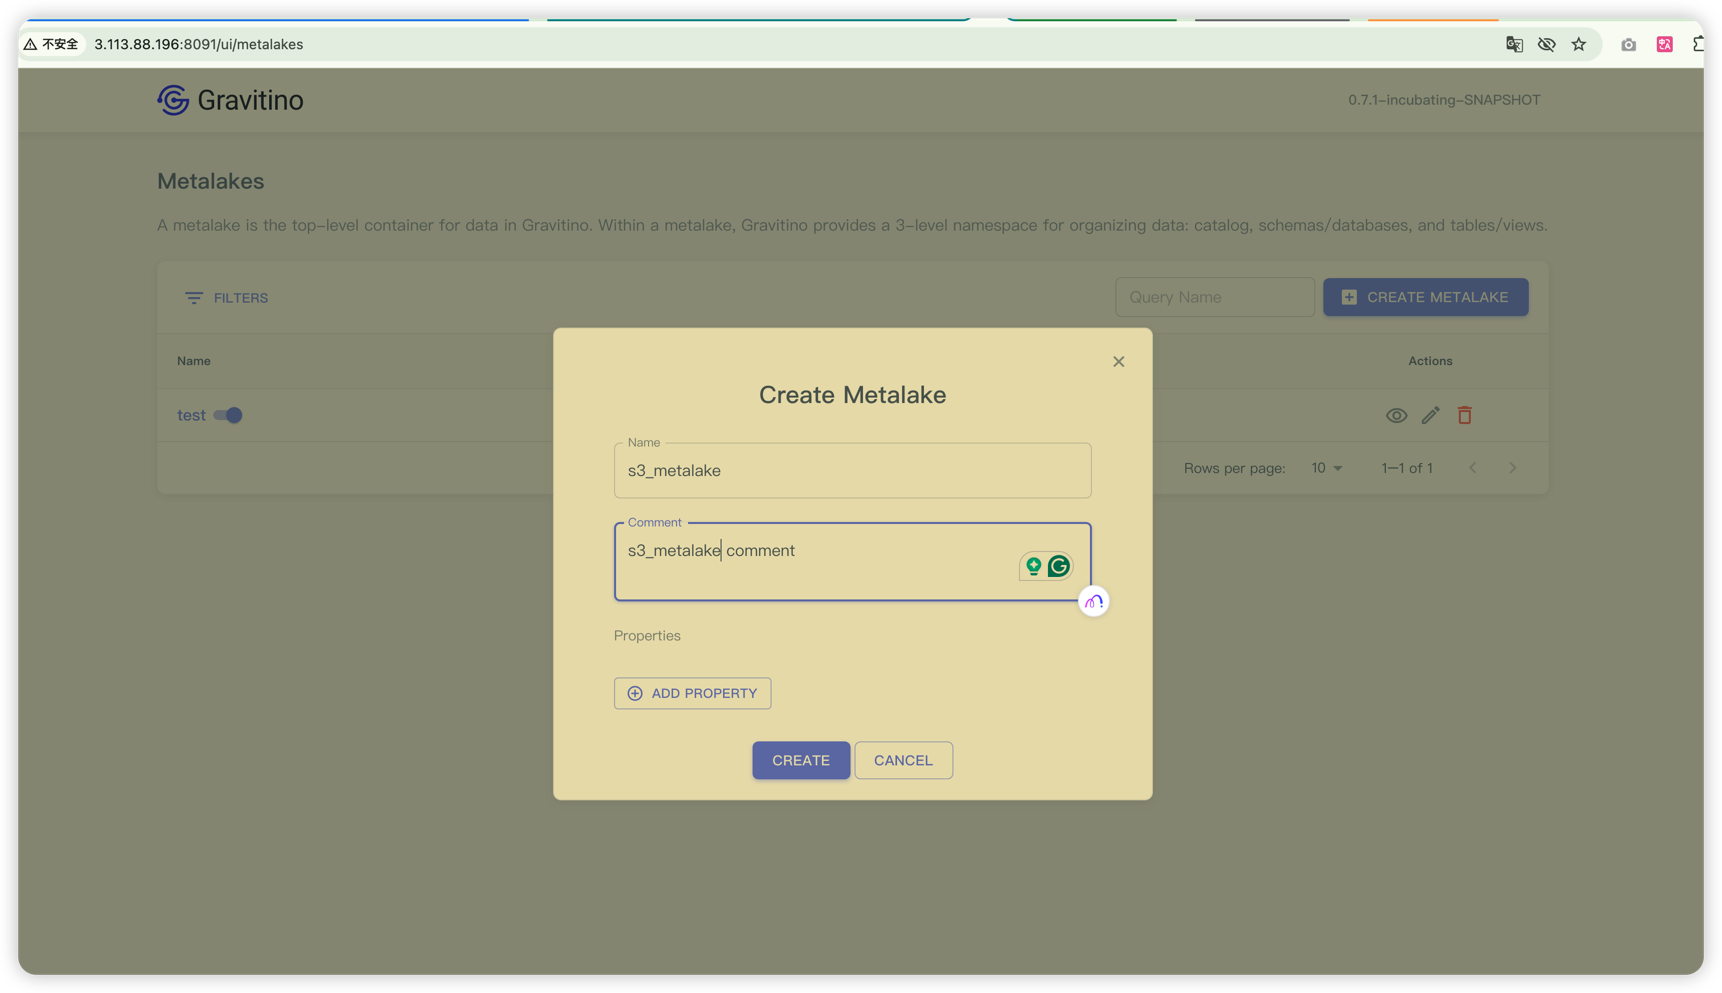 不安全 3.113.88.196:8091/ui/metalakes
Gravitino
0.7.1-incubating-SNAPSHOT
Metalakes
A metalake is the top-level container for data in Gravitino. Within a metalake, Gravitino provides a 3-level namespace for organizing data: catalog, schemas/databases, and tables/views.
FILTERS
Query Name
CREATE METALAKE
Name
Actions
test
Rows per page: 10 1–1 of 1
Create Metalake
Name
s3_metalake
Comment
s3_metalake comment
Properties
ADD PROPERTY
CREATE
CANCEL